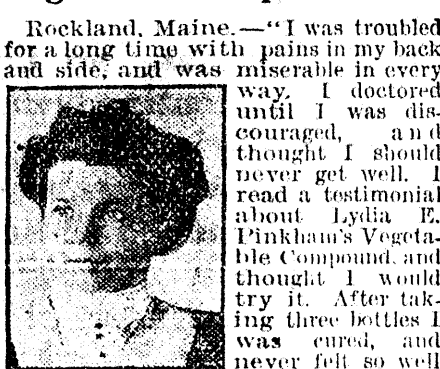 Rockland, Maine.—"I was troubled
for a long time with pains in my back
and side, and was miserable in every
way. I doctored
until I was dis-
couraged, and
thought I should
never get well. I
read a testimonial
about Lydia E.
Pinkham's Vegeta-
ble Compound, and
thought I would
try it. After tak-
ing three bottles I
was cured, and
never felt so well